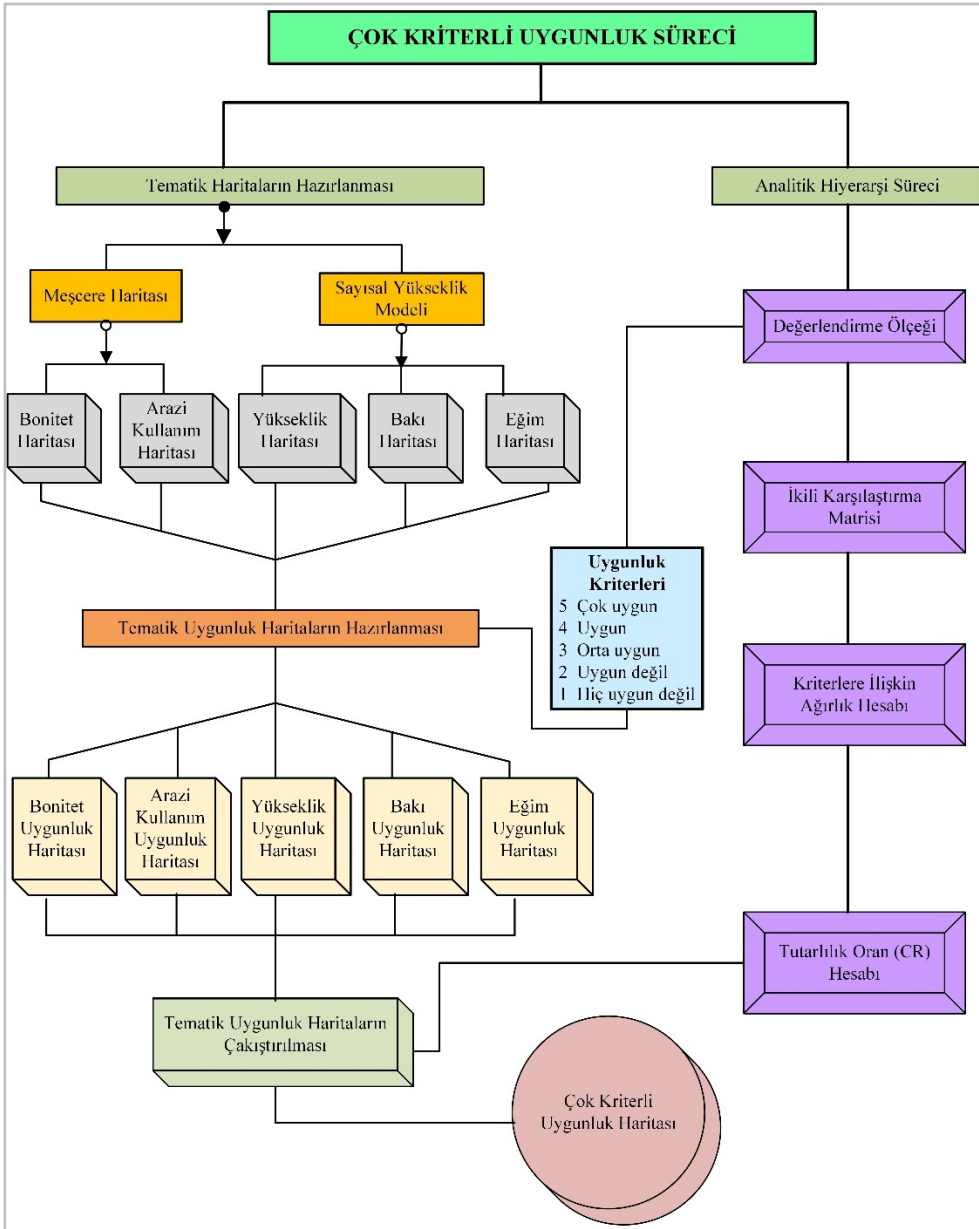 ÇOK KRİTERLİ UYGUNLUK SÜRECİ
Tematik Haritaların Hazırlanması
Analitik Hiyerarşi Süreci
Meşcere Haritası
Sayısal Yükseklik
Modeli
Değerlendirme Ölçeği
Bonitet
Haritası
Arazi
Kullanım
Haritası
Yükseklik
Haritası
Bakı
Haritası
Eğim
Haritası
İkili Karşılaştırma
Matrisi
Uygunluk
Kriterleri
5 Çok uygun
4 Uygun
3 Orta uygun
2 Uygun değil
1 Hiç uygun değil
Tematik Uygunluk Haritaların Hazırlanması
Kriterlere İlişkin
Ağırlık Hesabı
Bonitet
Uygunluk
Haritası
Arazi
Kullanım
Uygunluk
Haritası
Yükseklik
Uygunluk
Haritası
Bakı
Uygunluk
Haritası
Eğim
Uygunluk
Haritası
Tutarlılık Oran (CR)
Hesabı
Tematik Uygunluk Haritaların
Çakıştırılması
Çok Kriterli
Uygunluk Haritası